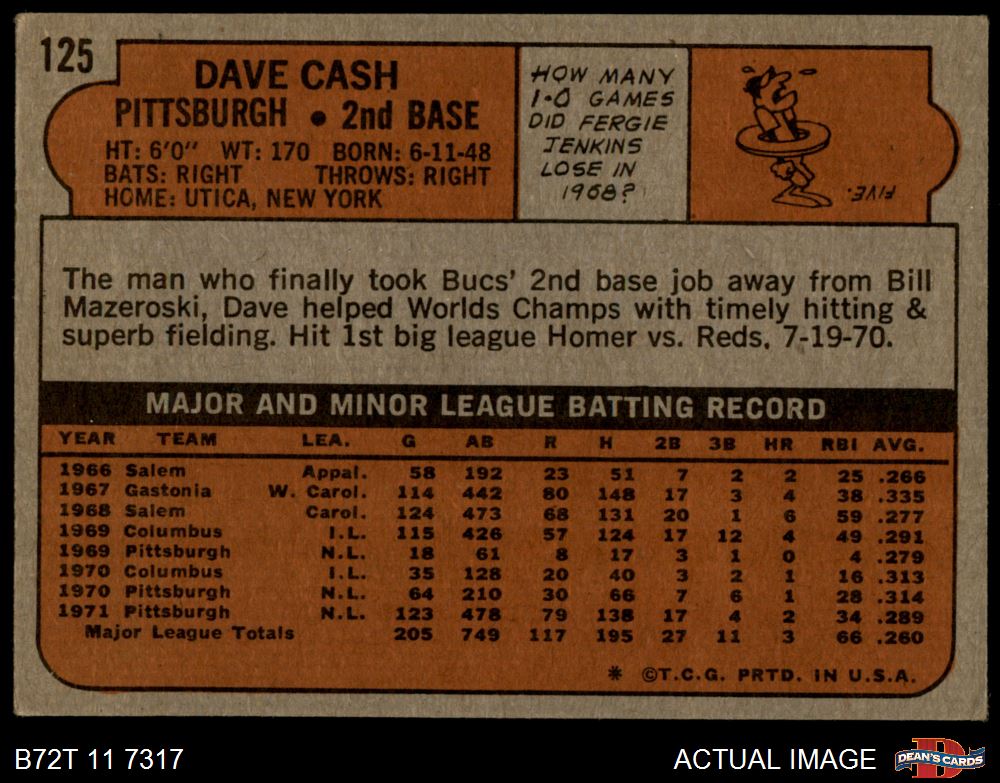 125
DAVE CASH
PITTSBURGH • 2nd BASE
HT: 6'0" WT: 170 BORN: 6-11-48
BATS: RIGHT THROWS: RIGHT
HOME: UTICA, NEW YORK
HOW MANY
1-0 GAMES
DID FERGIE
JENKINS
LOSE IN
1968?
FIVE.
The man who finally took Bucs' 2nd base job away from Bill
Mazeroski, Dave helped Worlds Champs with timely hitting &
superb fielding. Hit 1st big league Homer vs. Reds, 7-19-70.
MAJOR AND MINOR LEAGUE BATTING RECORD
YEAR TEAM LEA. G AB R H 2B 3B HR RBI AVG.
1966 Salem Appal. 58 192 23 51 7 2 2 25 .266
1967 Gastonia W. Carol. 114 442 80 148 17 3 4 38 .335
1968 Salem Carol. 124 473 68 131 20 1 6 59 .277
1969 Columbus I.L. 115 426 57 124 17 12 4 49 .291
1969 Pittsburgh N.L. 18 61 8 17 3 1 0 4 .279
1970 Columbus I.L. 35 128 20 40 3 2 1 16 .313
1970 Pittsburgh N.L. 64 210 30 66 7 6 1 28 .314
1971 Pittsburgh N.L. 123 478 79 138 17 4 2 34 .289
Major League Totals 205 749 117 195 27 11 3 66 .260
* ©T.C.G. PRTD. IN U.S.A.
B72T 11 7317
ACTUAL IMAGE
D
DEAN'S CARDS